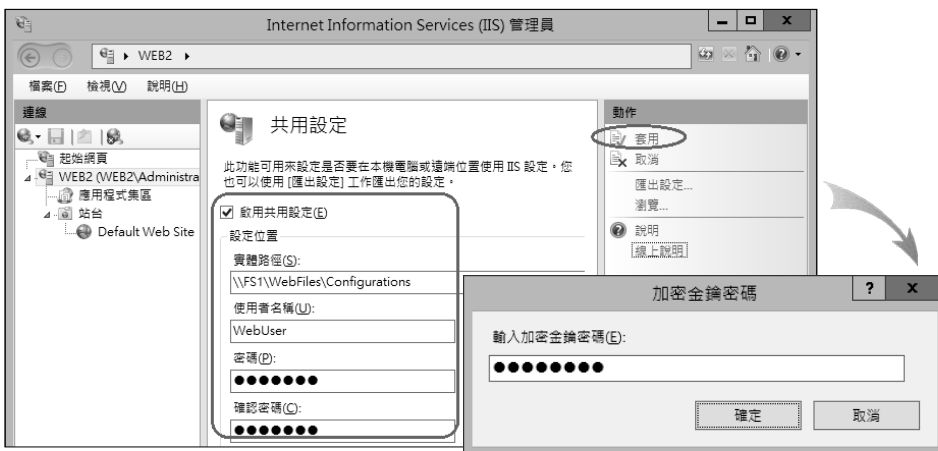 Internet Information Services (IIS) 管理員
WEB2
檔案(F) 檢視(V) 說明(H)
連線
起始網頁
WEB2 (WEB2\Administra
應用程式集區
站台
Default Web Site
共用設定
此功能可用來設定是否要在本機電腦或遠端位置使用 IIS 設定。您
也可以使用 [匯出設定] 工作匯出您的設定。
啟用共用設定(E)
設定位置
實體路徑(S):
\\FS1\WebFiles\Configurations
使用者名稱(U):
WebUser
密碼(P):
●●●●●●●
確認密碼(C):
●●●●●●●
動作
套用
取消
匯出設定...
瀏覽...
說明
線上說明
加密金鑰密碼
? x
輸入加密金鑰密碼(E):
●●●●●●●●
確定
取消